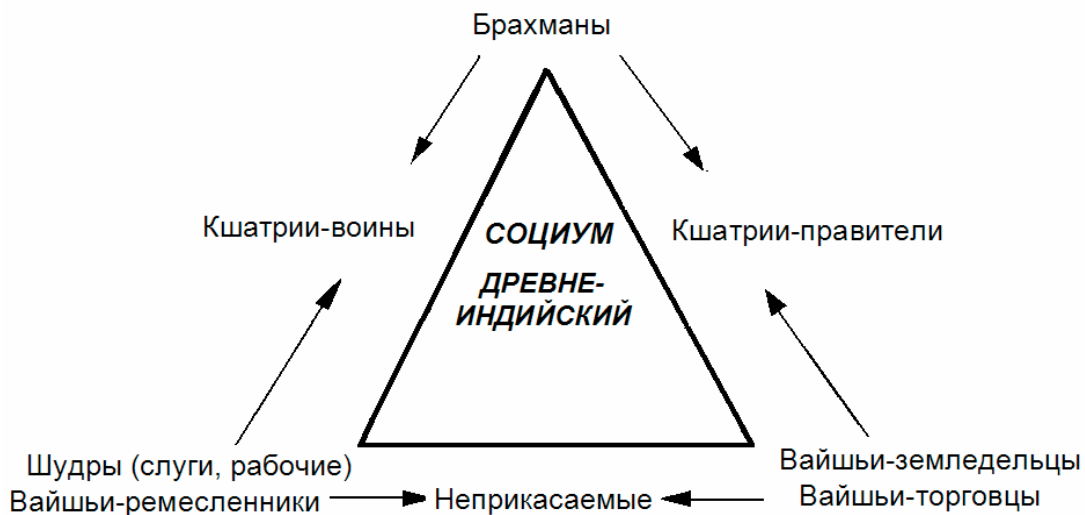 Брахманы
Кшатрии-воины
СОЦИУМ
ДРЕВНЕ-
ИНДИЙСКИЙ
Кшатрии-правители
Шудры (слуги, рабочие)
Вайшьи-ремесленники
Неприкасаемые
Вайшьи-земледельцы
Вайшьи-торговцы